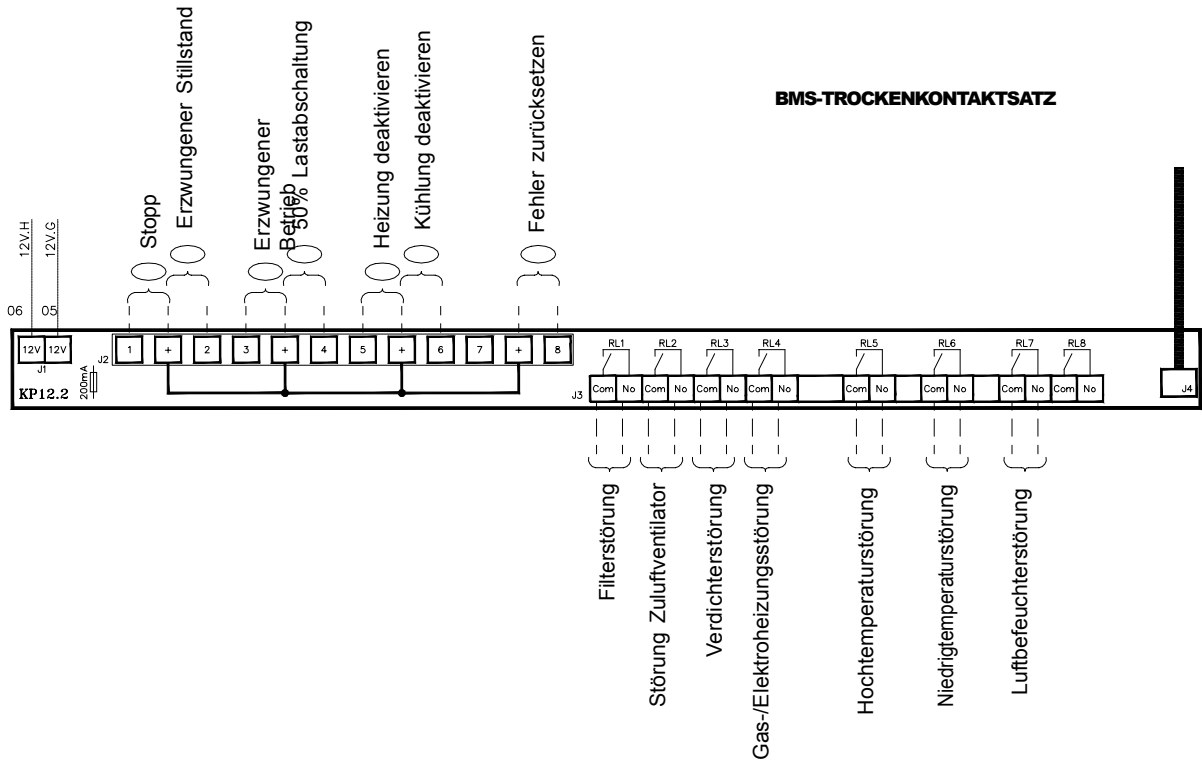 BMS-TROCKENKONTAKTSATZ
Stopp
Erzwungener Stillstand
Erzwungener
Betrieb
50% Lastabschaltung
Heizung deaktivieren
Kühlung deaktivieren
Fehler zurücksetzen
12V.H
12V.G
06
05
12V
12V
J1
KP12.2
200mA
J2
1
+
2
3
+
4
5
+
6
7
+
8
RL1
RL2
RL3
RL4
RL5
RL6
RL7
RL8
J3
Com
No
Com
No
Com
No
Com
No
Com
No
Com
No
Com
No
Com
No
J4
Filterstörung
Störung Zuluftventilator
Verdichterstörung
Gas-/Elektroheizungsstörung
Hochtemperaturstörung
Niedrigtemperaturstörung
Luftbefeuchterstörung